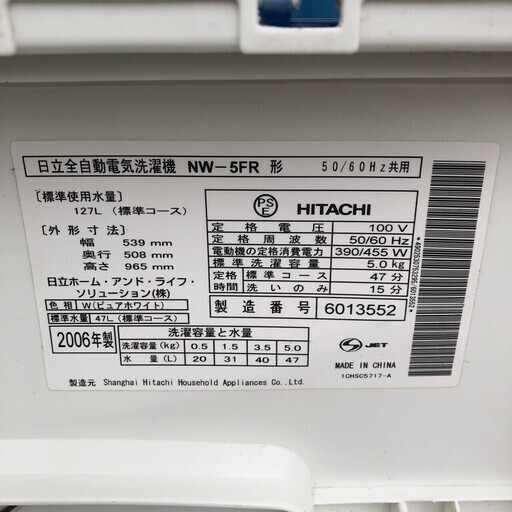 日立全自動電気洗濯機 NW-5FR 形 50/60Hz共用
〔標準使用水量〕
127L (標準コース)
〔外形寸法〕
幅 539 mm
奥行 508 mm
高さ 965 mm
日立ホーム・アンド・ライフ・
ソリューション(株)
色相 W(ピュアホワイト)
標準水量 47L(標準コース)
PS
E
HITACHI
定格電圧 100 V
定格周波数 50/60 Hz
電動機の定格消費電力 390/455 W
標準洗濯容量 5.0 kg
定格 標準コース 47 分
時間 洗いのみ 15 分
製造番号 6013552
2006年製
洗濯容量と水量
洗濯容量(kg) 0.5 1.5 3.5 5.0
水量(L) 20 31 40 47
S JET
MADE IN CHINA
1CHSC5717-A
製造元 Shanghai Hitachi Household Appliances Co.,Ltd.